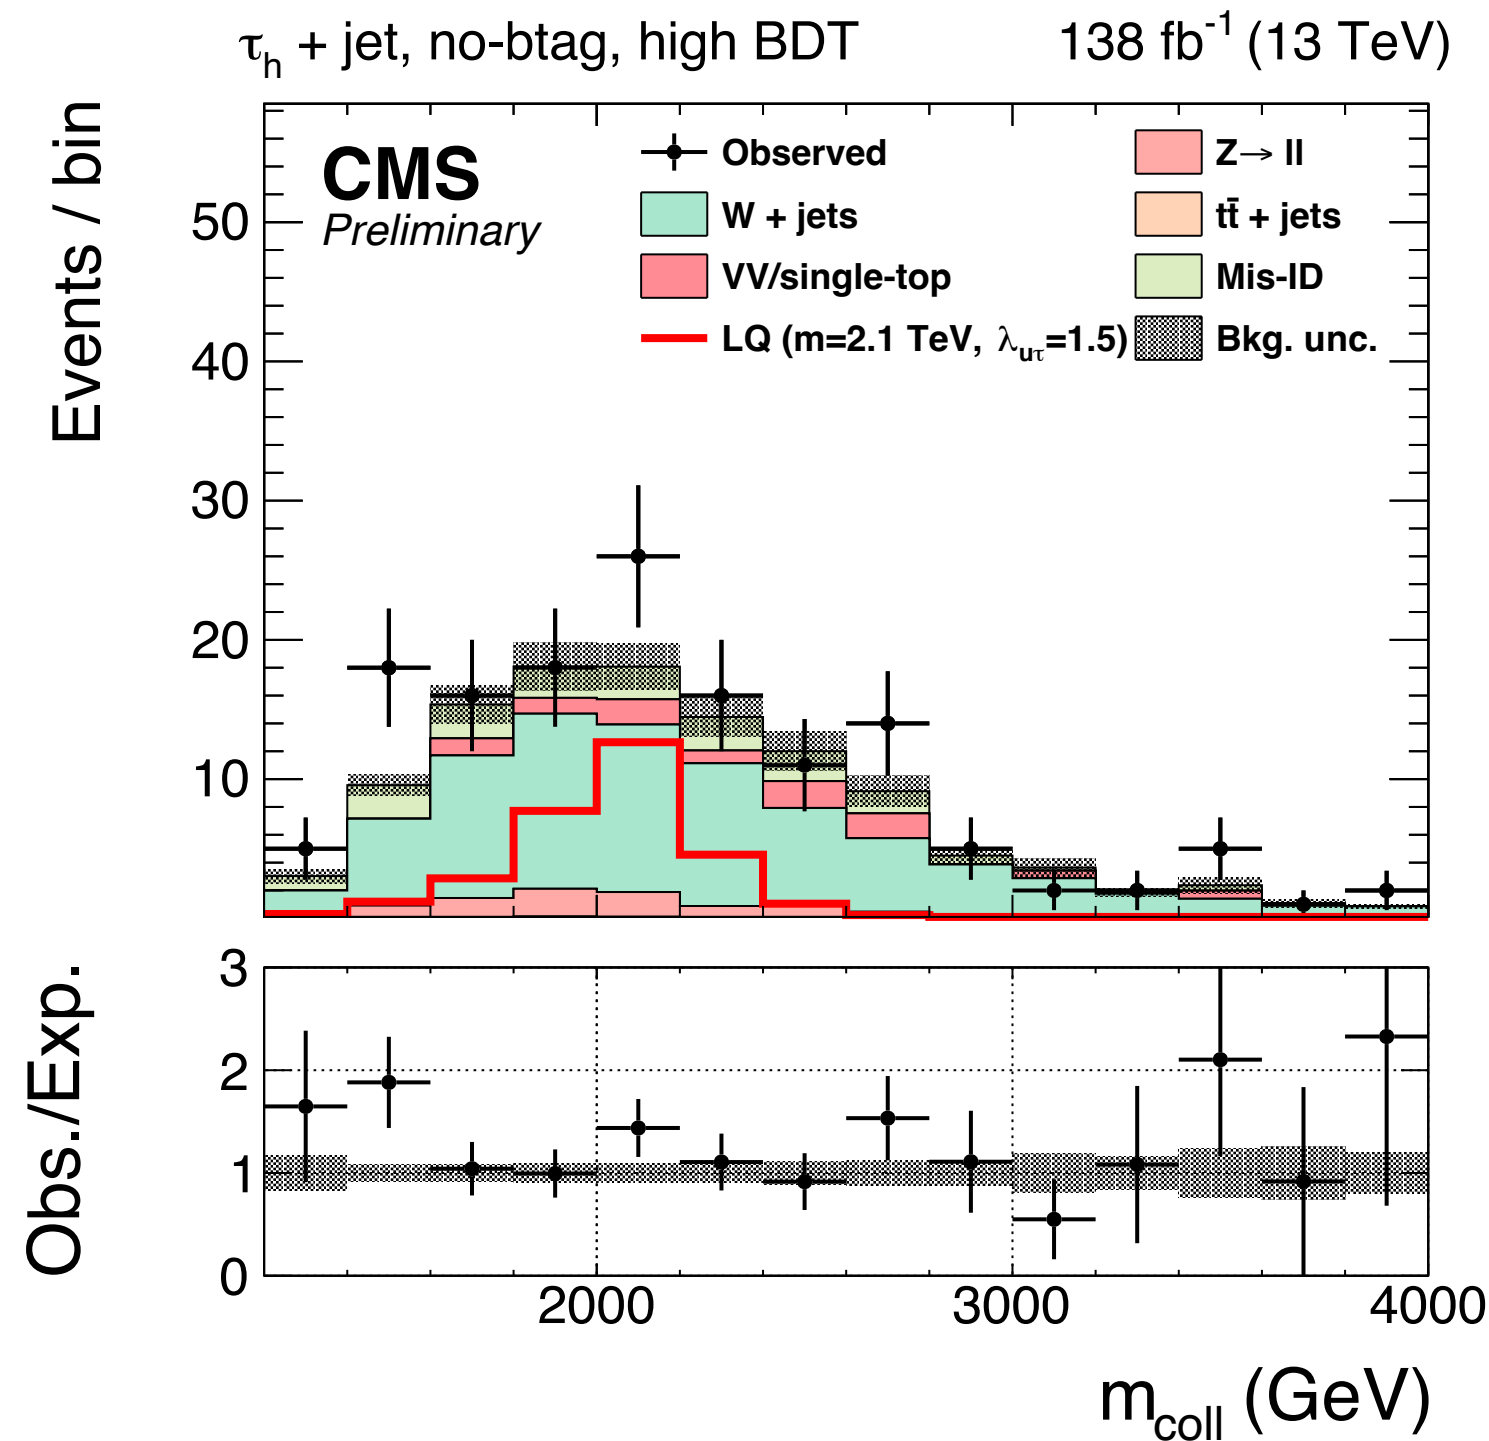 τh + jet, no-btag, high BDT 138 fb-1 (13 TeV)
Events / bin
CMS
Preliminary
Observed
W + jets
VV/single-top
LQ (m=2.1 TeV, λuτ=1.5)
Z→ ll
tt̄ + jets
Mis-ID
Bkg. unc.
50
40
30
20
10
Obs./Exp.
3
2
1
0
2000 3000 4000
mcoll (GeV)